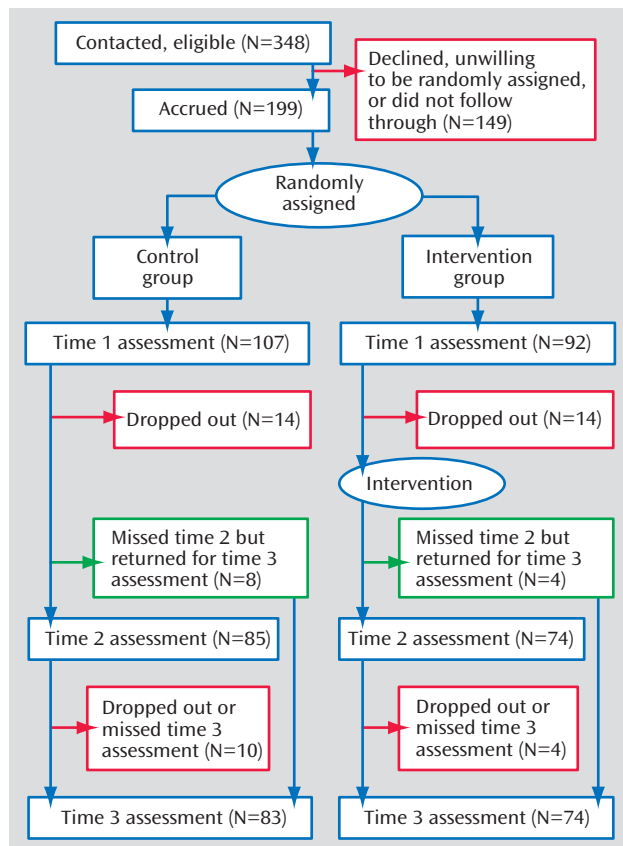 Contacted, eligible (N=348)
Declined, unwilling
to be randomly assigned,
or did not follow
through (N=149)
Accrued (N=199)
Randomly
assigned
Control
group
Intervention
group
Time 1 assessment (N=107)
Time 1 assessment (N=92)
Dropped out (N=14)
Dropped out (N=14)
Intervention
Missed time 2 but
returned for time 3
assessment (N=8)
Missed time 2 but
returned for time 3
assessment (N=4)
Time 2 assessment (N=85)
Time 2 assessment (N=74)
Dropped out or
missed time 3
assessment (N=10)
Dropped out or
missed time 3
assessment (N=4)
Time 3 assessment (N=83)
Time 3 assessment (N=74)